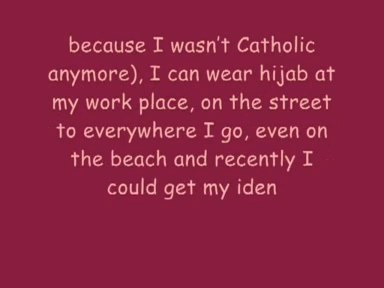 because I wasn't Catholic
anymore), I can wear hijab at
my work place, on the street
to everywhere I go, even on
the beach and recently I
could get my iden